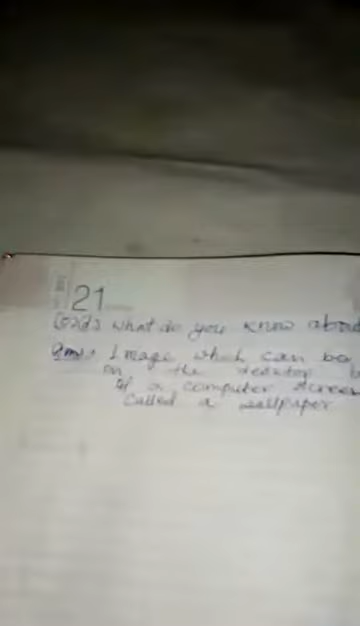 21
what do you know about
Ans: Image which can be
on the desktop
of a computer screen
called a wallpaper